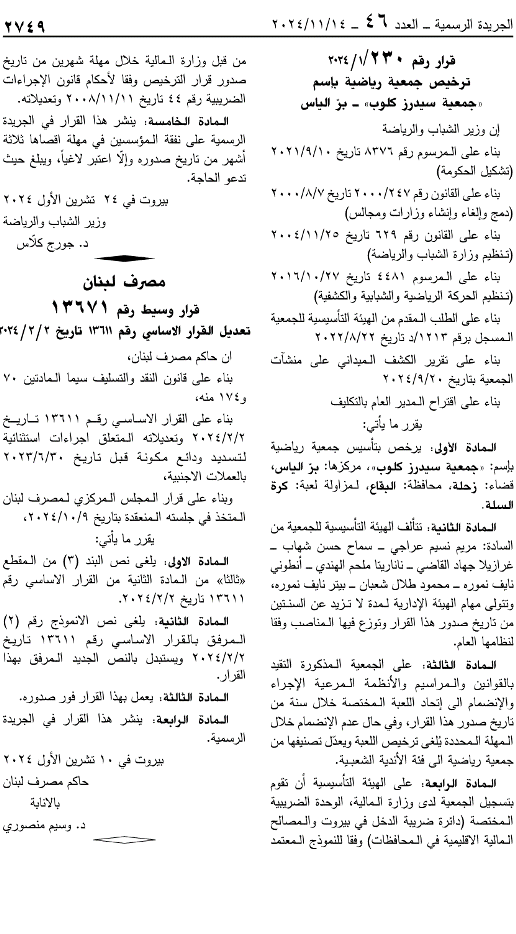 الجريدة الرسمية ــ العدد ٤٦ ــ ٢٠٢٤/١١/١٤
٢٧٤٩
قرار رقم ٢٠٢٤/١/٢٣٠
ترخيص جمعية رياضية بإسم
«جمعية سيدرز كلوب» ــ بز الياس
إن وزير الشباب والرياضة
بناء على المرسوم رقم ٨٣٧٦ تاريخ ٢٠٢١/٩/١٠
(تشكيل الحكومة)
بناء على القانون رقم ٢٠٠٠/٢٤٧ تاريخ ٢٠٠٠/٨/٧
(دمج وإلغاء وإنشاء وزارات ومجالس)
بناء على القانون رقم ٦٢٩ تاريخ ٢٠٠٤/١١/٢٥
(تنظيم وزارة الشباب والرياضة)
بناء على المرسوم ٤٤٨١ تاريخ ٢٠١٦/١٠/٢٧
(تنظيم الحركة الرياضية والشبابية والكشفية)
بناء على الطلب المقدم من الهيئة التأسيسية للجمعية
المسجل برقم ١٢١٣/د تاريخ ٢٠٢٢/٨/٢٢
بناء على تقرير الكشف الميداني على منشآت
الجمعية بتاريخ ٢٠٢٤/٩/٢٠
بناء على اقتراح المدير العام بالتكليف
يقرر ما يأتي:
المادة الأولى: يرخص بتأسيس جمعية رياضية
بإسم: «جمعية سيدرز كلوب»، مركزها: بز الياس،
قضاء: زحلة، محافظة: البقاع، لمزاولة لعبة: كرة
السلة.
المادة الثانية: تتألف الهيئة التأسيسية للجمعية من
السادة: مريم نسيم عراجي ــ سماح حسن شهاب ــ
غرازيلا جهاد القاضي ــ ناتاريتا ملحم الهندي ــ أنطوني
نايف نموره ــ محمود طلال شعبان ــ بيتر نايف نموره،
وتتولى مهام الهيئة الإدارية لمدة لا تزيد عن السنتين
من تاريخ صدور هذا القرار وتوزع فيها المناصب وفقا
لنظامها العام.
المادة الثالثة: على الجمعية المذكورة التقيد
بالقوانين والمراسيم والأنظمة المرعية الإجراء
والإنضمام الى إتحاد اللعبة المختصة خلال سنة من
تاريخ صدور هذا القرار، وفي حال عدم الإنضمام خلال
المهلة المحددة يُلغى ترخيص اللعبة ويعدّل تصنيفها من
جمعية رياضية الى فئة الأندية الشعبية.
المادة الرابعة: على الهيئة التأسيسية أن تقوم
بتسجيل الجمعية لدى وزارة المالية، الوحدة الضريبية
المختصة (دائرة ضريبة الدخل في بيروت والمصالح
المالية الاقليمية في المحافظات) وفقا للنموذج المعتمد
من قبل وزارة المالية خلال مهلة شهرين من تاريخ
صدور قرار الترخيص وفقا لأحكام قانون الإجراءات
الضريبية رقم ٤٤ تاريخ ٢٠٠٨/١١/١١ وتعديلاته.
المادة الخامسة: ينشر هذا القرار في الجريدة
الرسمية على نفقة المؤسسين في مهلة اقصاها ثلاثة
أشهر من تاريخ صدوره وإلّا اعتبر لاغياً، ويبلغ حيث
تدعو الحاجة.
بيروت في ٢٤ تشرين الأول ٢٠٢٤
وزير الشباب والرياضة
د. جورج كلّاس
مصرف لبنان
قرار وسيط رقم ١٣٦٧١
تعديل القرار الاساسي رقم ١٣٦١١ تاريخ ٢٠٢٤/٢/٢
ان حاكم مصرف لبنان،
بناء على قانون النقد والتسليف سيما المادتين ٧٠
و١٧٤ منه،
بناء على القرار الاساسي رقم ١٣٦١١ تاريخ
٢٠٢٤/٢/٢ وتعديلاته المتعلق اجراءات استثنائية
لتسديد ودائع مكونة قبل تاريخ ٢٠٢٣/٦/٣٠
بالعملات الاجنبية،
وبناء على قرار المجلس المركزي لمصرف لبنان
المتخذ في جلسته المنعقدة بتاريخ ٢٠٢٤/١٠/٩،
يقرر ما يأتي:
المادة الاولى: يلغى نص البند (٣) من المقطع
«ثالثا» من المادة الثانية من القرار الاساسي رقم
١٣٦١١ تاريخ ٢٠٢٤/٢/٢.
المادة الثانية: يلغى نص الانموذج رقم (٢)
المرفق بالقرار الاساسي رقم ١٣٦١١ تاريخ
٢٠٢٤/٢/٢ ويستبدل بالنص الجديد المرفق بهذا
القرار.
المادة الثالثة: يعمل بهذا القرار فور صدوره.
المادة الرابعة: ينشر هذا القرار في الجريدة
الرسمية.
بيروت في ١٠ تشرين الأول ٢٠٢٤
حاكم مصرف لبنان
بالانابة
د. وسيم منصوري